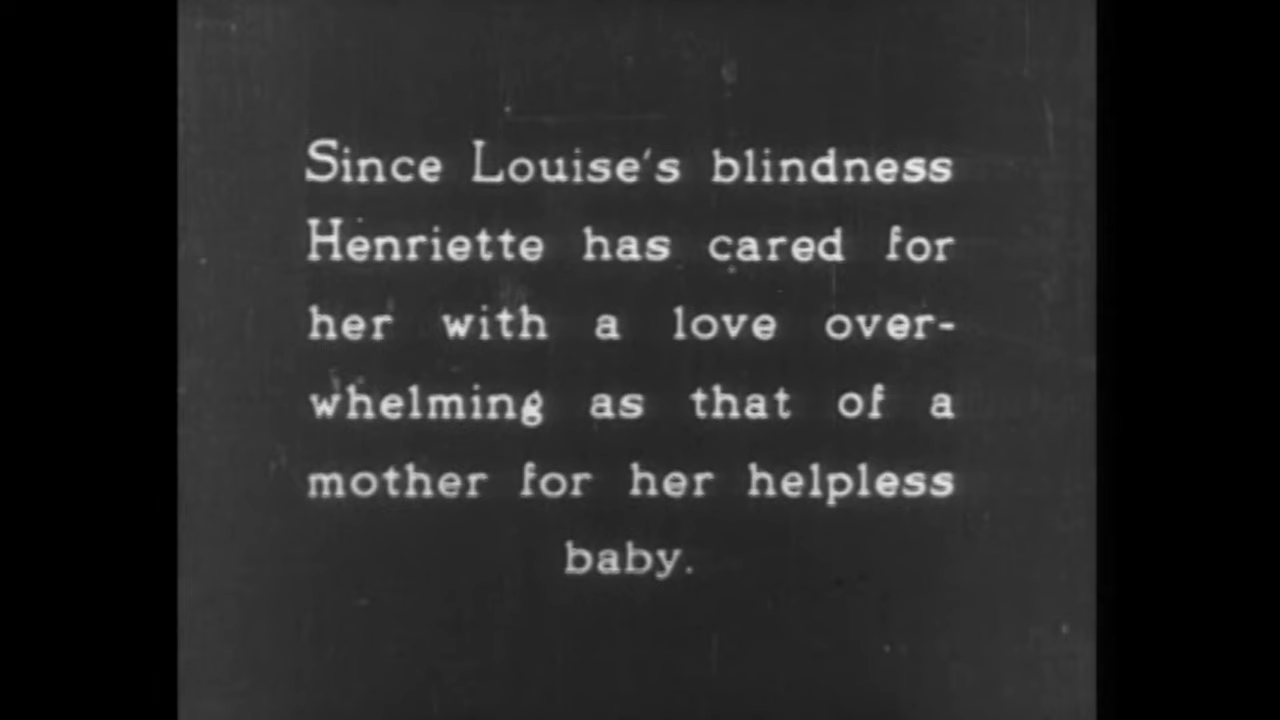 Since Louise's blindness
Henriette has cared for
her with a love over-
whelming as that of a
mother for her helpless
baby.